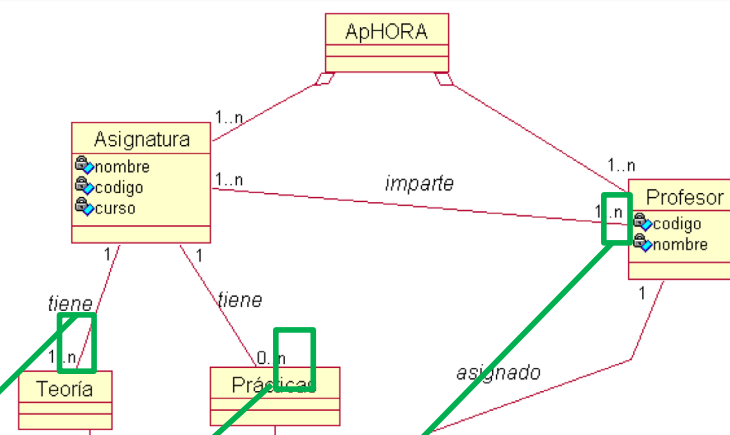 ApHORA
1..n
1..n
Asignatura
nombre
codigo
curso
1..n
imparte
1..n
Profesor
codigo
nombre
1
1
1
tiene
tiene
1..n
0..n
asignado
Teoría
Prácticas